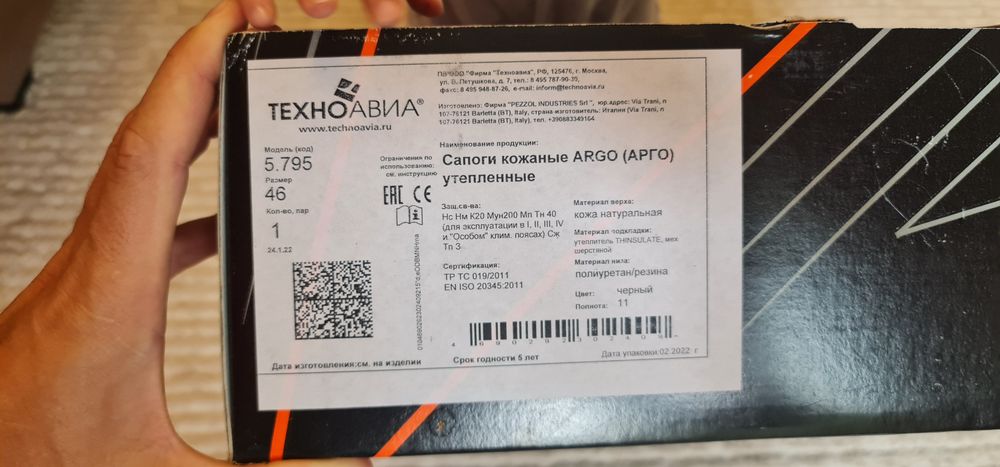 ТЕХНОАВИА®
www.technoavia.ru
ООО "Фирма "Техноавиа", РФ, 125476, г. Москва,
ул. В. Петушкова, д. 7, тел.: 8 495 787-90-39,
факс: 8 495 948-87-26, e-mail: inform@technoavia.ru
Изготовлено: Фирма "PEZZOL INDUSTRIES Srl", юр.адрес: (Via Trani, n
107-76121 Barletta (BT), Italy), страна изготовитель: Италия (Via Trani, n
107-76121 Barletta (BT), Italy), тел. +390883349164
Модель (код)
5.795
Размер
46
Кол-во, пар
1
24.1.22
Ограничения по
использованию:
см. инструкцию
EAC CE
Наименование продукции:
Сапоги кожаные ARGO (АРГО)
утепленные
Защ.св-ва:
Нс Нм К20 Мун200 Мп Тн 40
(для эксплуатации в I, II, III, IV
и "Особом" клим. поясах) Сж
Тп 3
Сертификация:
ТР ТС 019/2011
EN ISO 20345:2011
Материал верха:
кожа натуральная
Материал подкладки:
утеплитель THINSULATE, мех
шерстяной
Материал низа:
полиуретан/резина
Цвет: черный
Полнота: 11
Дата изготовления:см. на изделии
Срок годности 5 лет
Дата упаковки:02.2022 г